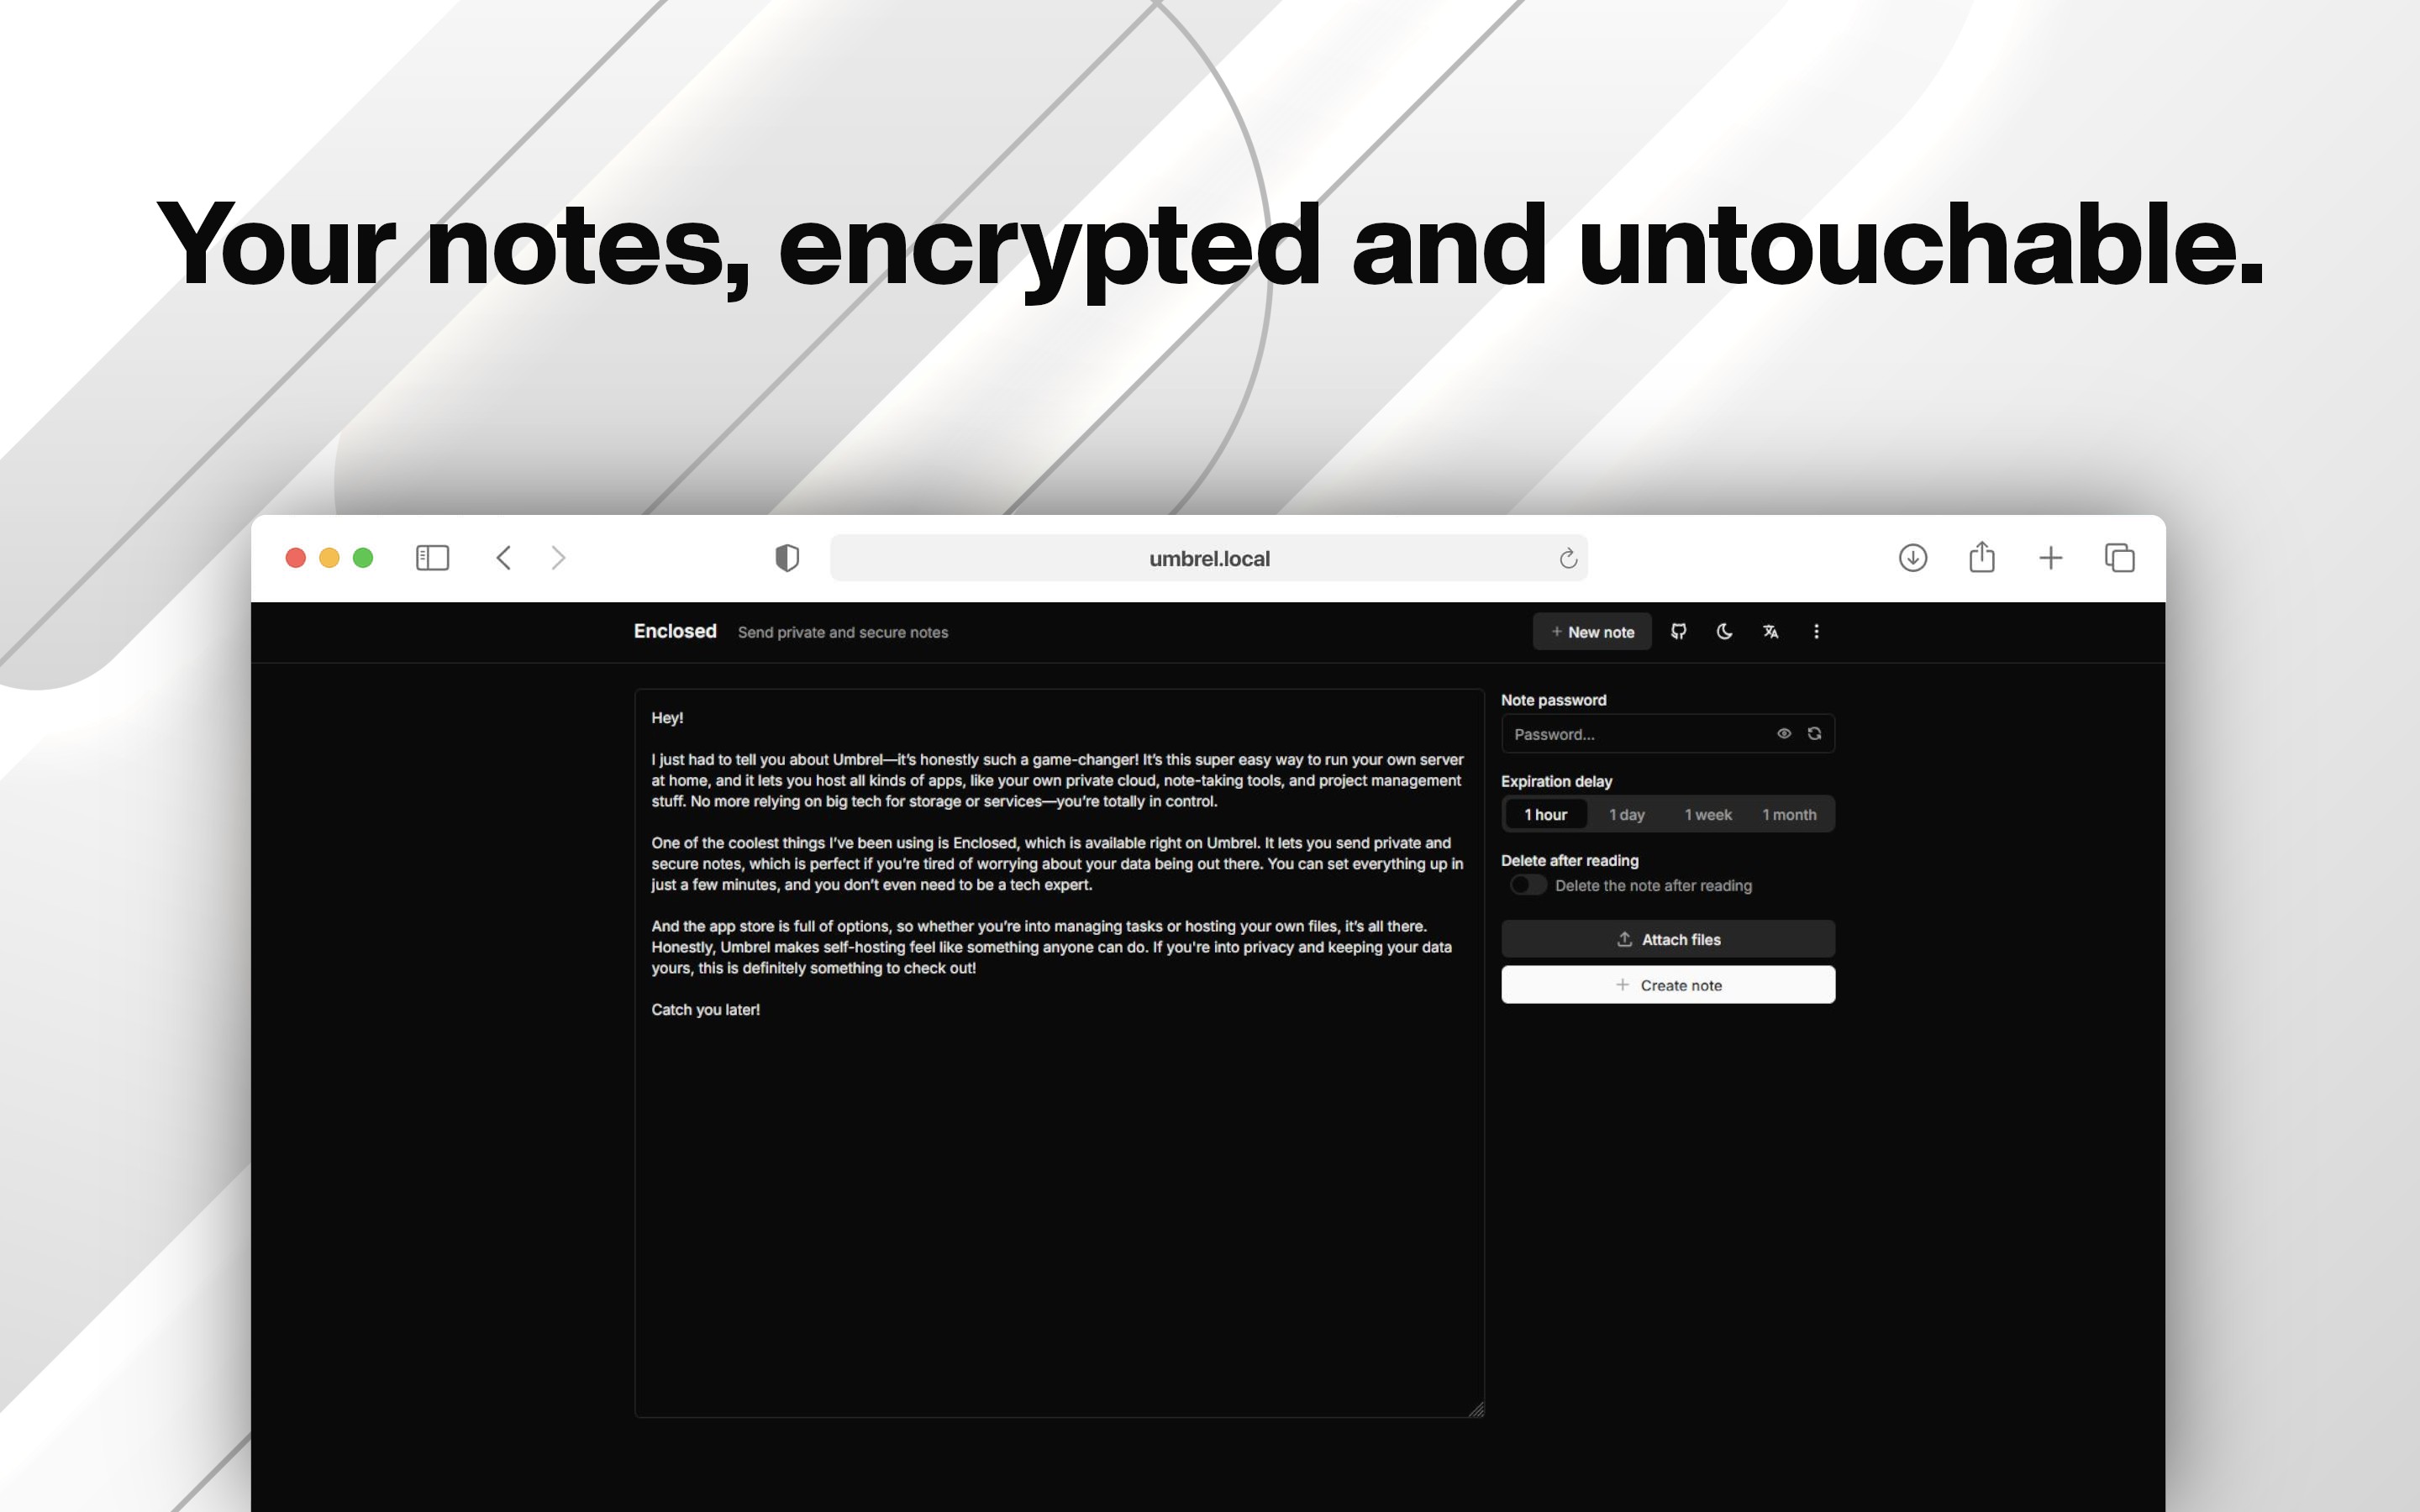 Your notes, encrypted and untouchable.
umbrel.local
Enclosed Send private and secure notes
+ New note
Hey!
I just had to tell you about Umbrel—it’s honestly such a game-changer! It’s this super easy way to run your own server
at home, and it lets you host all kinds of apps, like your own private cloud, note-taking tools, and project management
stuff. No more relying on big tech for storage or services—you’re totally in control.
One of the coolest things I’ve been using is Enclosed, which is available right on Umbrel. It lets you send private and
secure notes, which is perfect if you’re tired of worrying about your data being out there. You can set everything up in
just a few minutes, and you don’t even need to be a tech expert.
And the app store is full of options, so whether you’re into managing tasks or hosting your own files, it’s all there.
Honestly, Umbrel makes self-hosting feel like something anyone can do. If you're into privacy and keeping your data
yours, this is definitely something to check out!
Catch you later!
Note password
Password...
Expiration delay
1 hour 1 day 1 week 1 month
Delete after reading
Delete the note after reading
Attach files
+ Create note